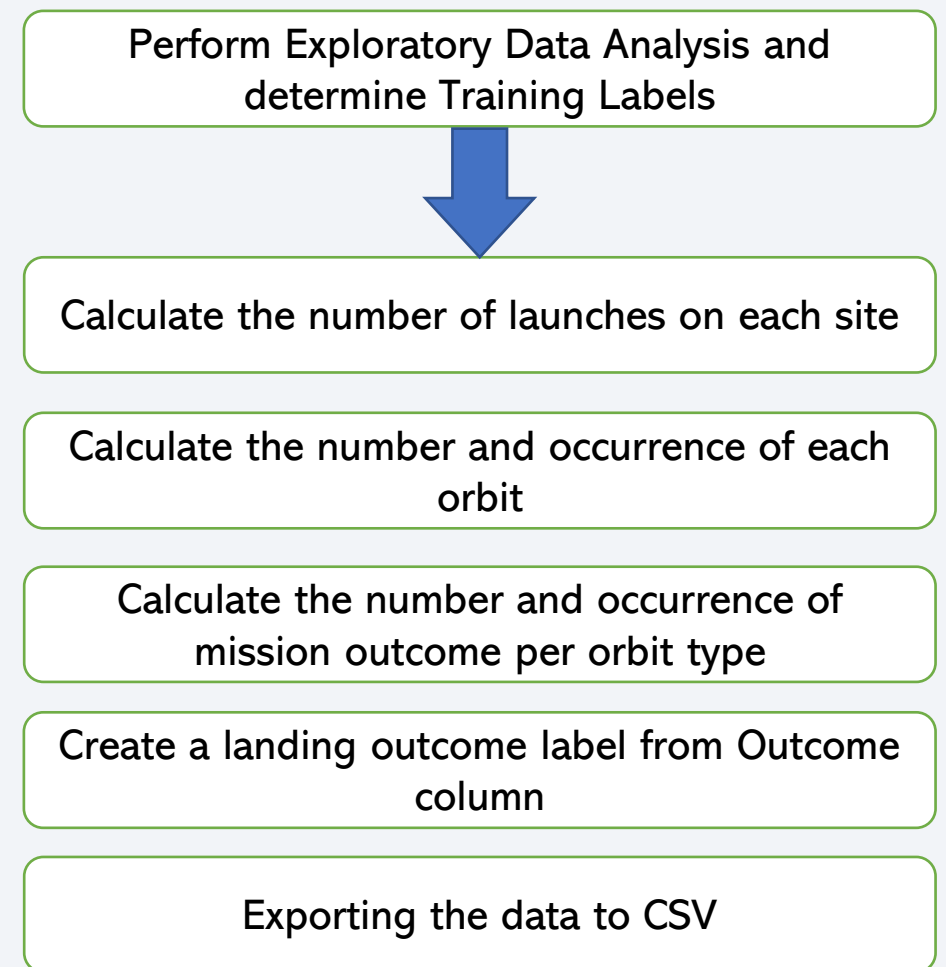 Perform Exploratory Data Analysis and
determine Training Labels
Calculate the number of launches on each site
Calculate the number and occurrence of each
orbit
Calculate the number and occurrence of
mission outcome per orbit type
Create a landing outcome label from Outcome
column
Exporting the data to CSV